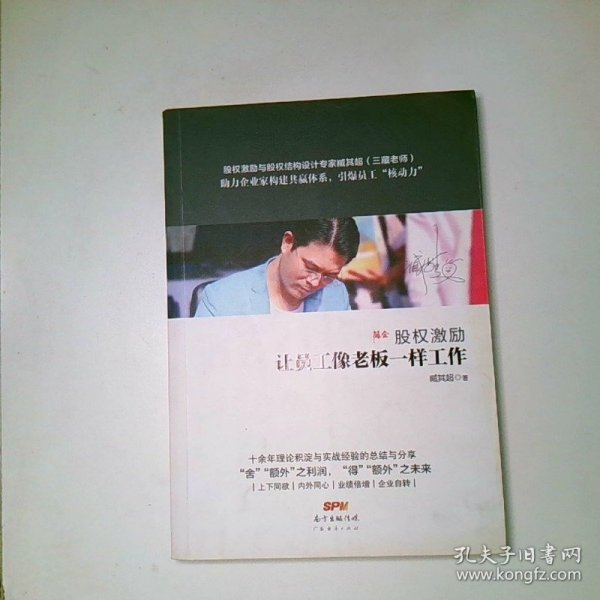 股权激励与股权结构设计专家臧其超（三藏老师）
助力企业家构建共赢体系，引爆员工“核动力”
股权激励
让员工像老板一样工作
臧其超◎著
十余年理论积淀与实战经验的总结与分享
“舍”“额外”之利润，“得”“额外”之未来
|上下同欲|内外同心|业绩倍增|企业自转|
SPM
南方出版传媒
广东经济出版社
孔夫子旧书网
www.kongfz.com